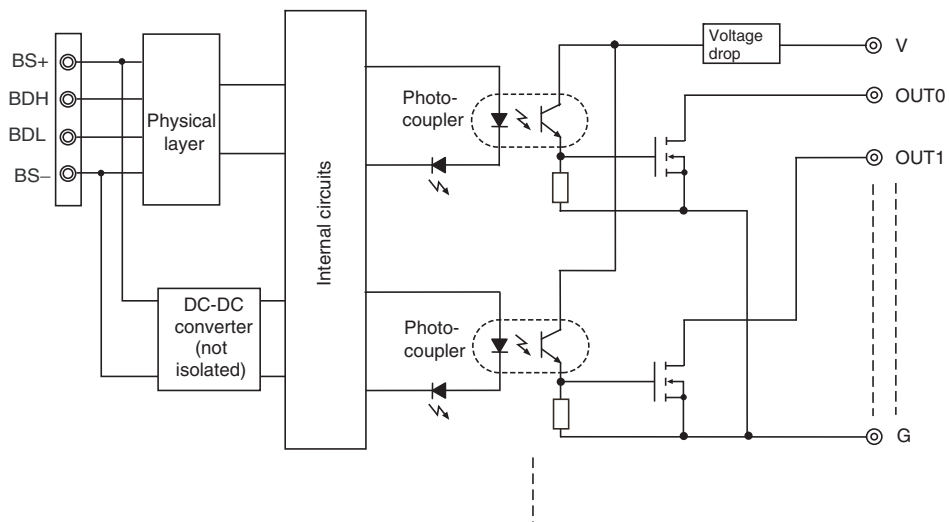 BS+
BDH
BDL
BS−
Physical
layer
DC-DC
converter
(not
isolated)
Internal circuits
Photo-
coupler
Photo-
coupler
Voltage
drop
V
OUT0
OUT1
G